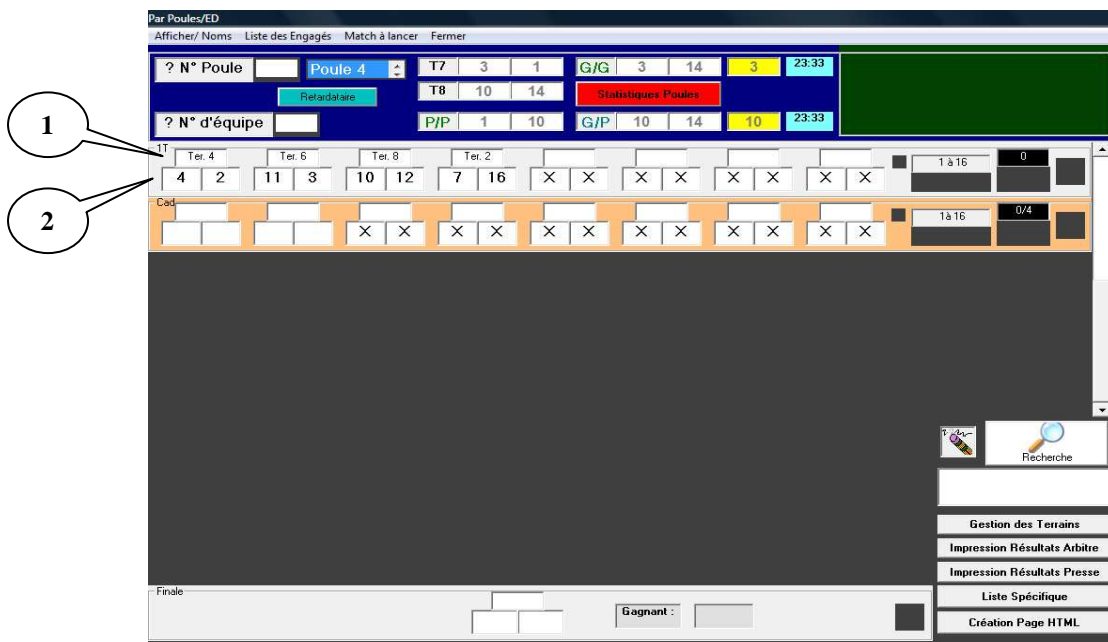 Par Poules/ED
Afficher/ Noms Liste des Engagés Match à lancer Fermer
? N° Poule Poule 4 T7 3 1 G/G 3 14 3 23:33
Retardataire T8 10 14 Statistiques Poules
? N° d'équipe P/P 1 10 G/P 10 14 10 23:33
1
1T Ter. 4 Ter. 6 Ter. 8 Ter. 2 1 à 16 0
4 2 11 3 10 12 7 16 X X X X X X X X
2
Cad 1 à 16 0/4
X X X X X X X X X X X X
Recherche
Gestion des Terrains
Impression Résultats Arbitre
Impression Résultats Presse
Finale
Liste Spécifique
Gagnant :
Création Page HTML